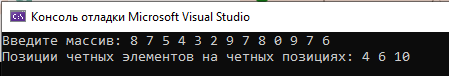 Консоль отладки Microsoft Visual Studio
Введите массив: 8 7 5 4 3 2 9 7 8 0 9 7 6
Позиции четных элементов на четных позициях: 4 6 10